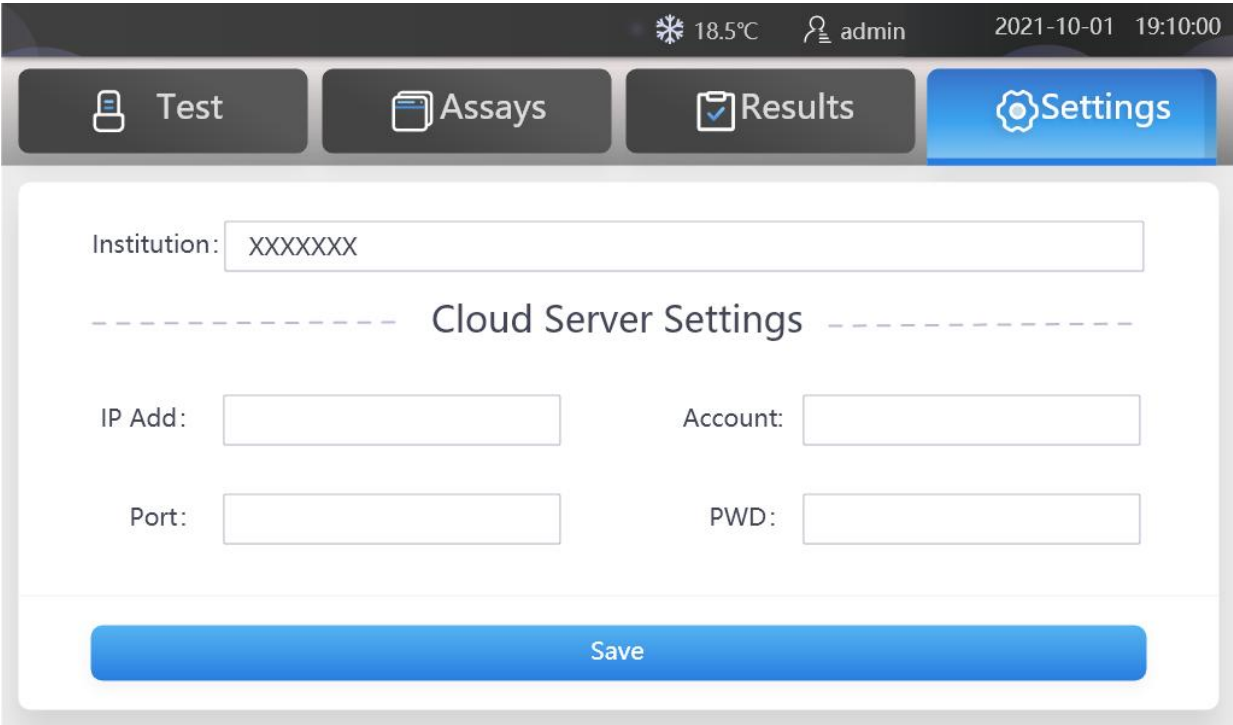 18.5℃ admin 2021-10-01 19:10:00
Test Assays Results Settings
Institution: XXXXXXX
Cloud Server Settings
IP Add: Account:
Port: PWD:
Save